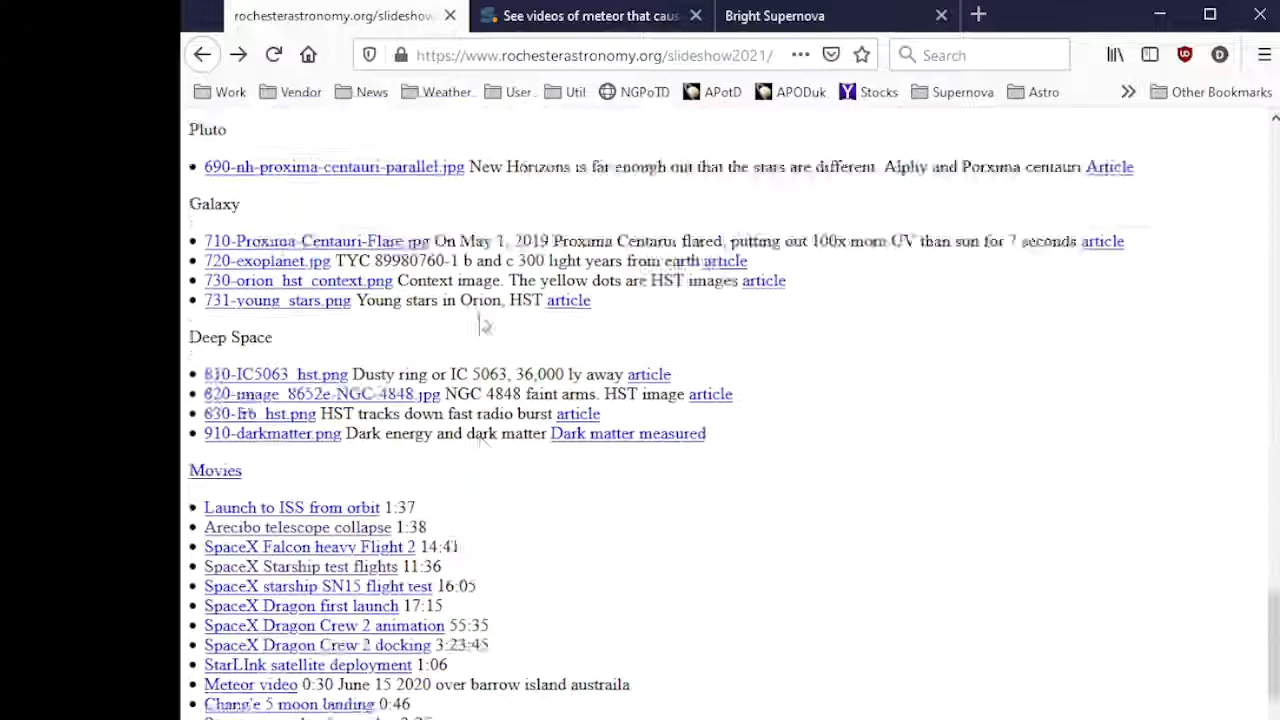 rochesterastronomy.org/slideshow
See videos of meteor that caus
Bright Supernova
https://www.rochesterastronomy.org/slideshow2021/
Search
Work Vendor News Weather.. User.. Util NGPoTD APotD APODuk Stocks Supernova Astro Other Bookmarks
Pluto
690-nh-proxima-centauri-parallel.jpg New Horizons is far enough out that the stars are different. Alphy and Porxma centauri Article
Galaxy
710-Proxima-Centauri-Flare.jpg On May 1, 2019 Proxima Centarui flared, putting out 100x mom UV than sun for 7 seconds article
720-exoplanet.jpg TYC 89980760-1 b and c 300 light years from earth article
730-orion_hst_context.png Context image. The yellow dots are HST images article
731-young_stars.png Young stars in Orion, HST article
Deep Space
810-IC5063_hst.png Dusty ring or IC 5063, 36,000 ly away article
820-image_8652e-NGC-4848.jpg NGC 4848 faint arms. HST image article
830-frb_hst.png HST tracks down fast radio burst article
910-darkmatter.png Dark energy and dark matter Dark matter measured
Movies
Launch to ISS from orbit 1:37
Arecibo telescope collapse 1:38
SpaceX Falcon heavy Flight 2 14:41
SpaceX Starship test flights 11:36
SpaceX starship SN15 flight test 16:05
SpaceX Dragon first launch 17:15
SpaceX Dragon Crew 2 animation 55:35
SpaceX Dragon Crew 2 docking 3:23:45
StarLInk satellite deployment 1:06
Meteor video 0:30 June 15 2020 over barrow island austraila
Chang'e 5 moon landing 0:46